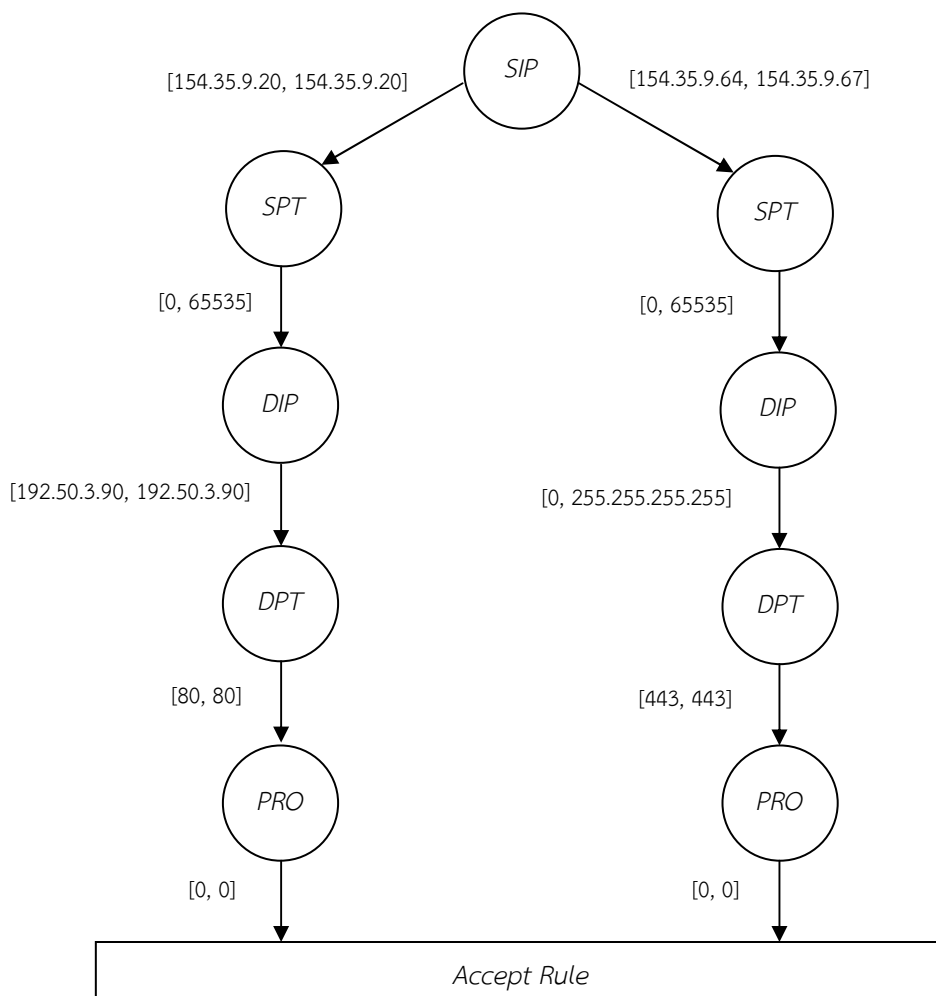 SIP
[154.35.9.20, 154.35.9.20]
[154.35.9.64, 154.35.9.67]
SPT
SPT
[0, 65535]
[0, 65535]
DIP
DIP
[192.50.3.90, 192.50.3.90]
[0, 255.255.255.255]
DPT
DPT
[80, 80]
[443, 443]
PRO
PRO
[0, 0]
[0, 0]
Accept Rule